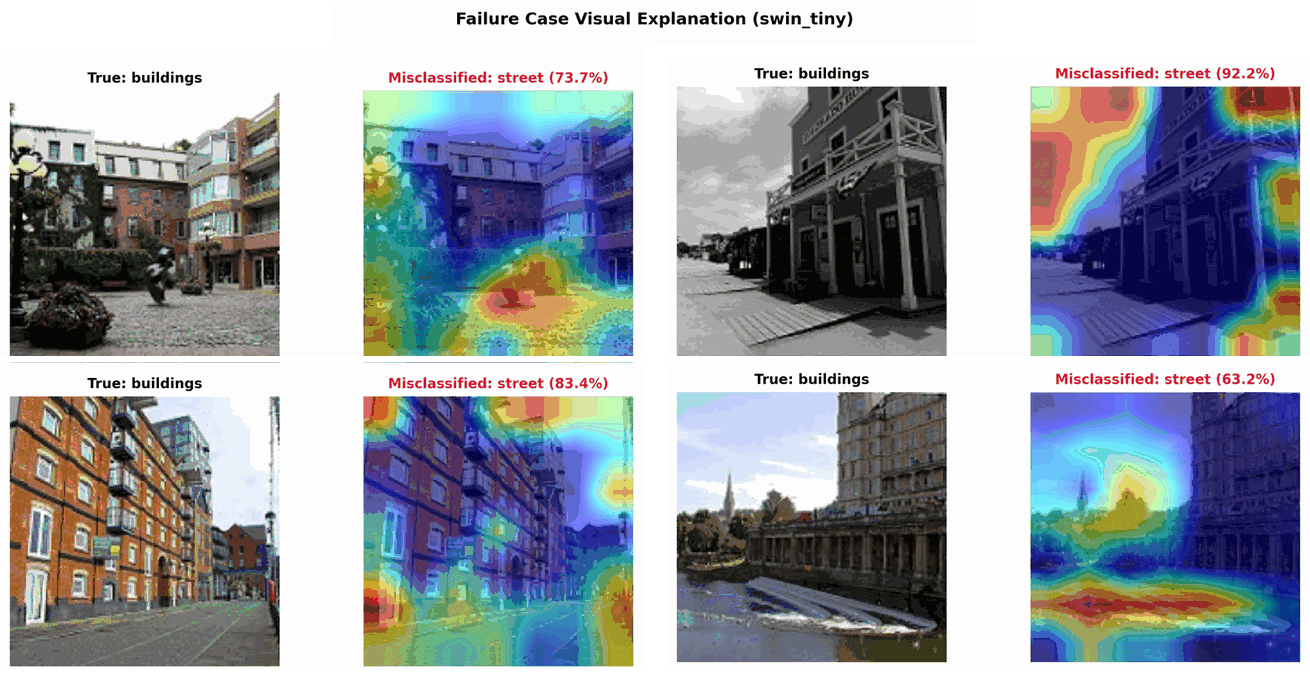 Failure Case Visual Explanation (swin_tiny)
True: buildings
Misclassified: street (73.7%)
True: buildings
Misclassified: street (92.2%)
True: buildings
Misclassified: street (83.4%)
True: buildings
Misclassified: street (63.2%)